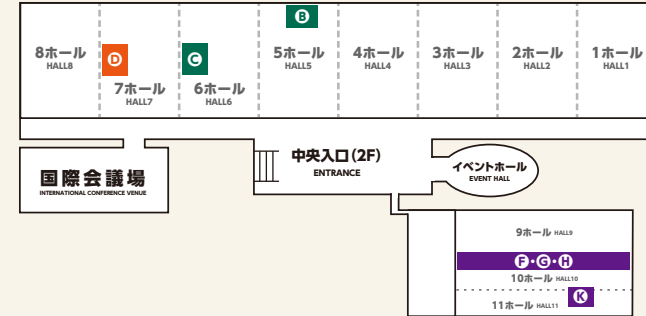 B
8ホール
HALL8
D
7ホール
HALL7
C
6ホール
HALL6
5ホール
HALL5
4ホール
HALL4
3ホール
HALL3
2ホール
HALL2
1ホール
HALL1
国際会議場
INTERNATIONAL CONFERENCE VENUE
中央入口(2F)
ENTRANCE
イベントホール
EVENT HALL
9ホール HALL9
F・G・H
10ホール HALL10
K
11ホール HALL11